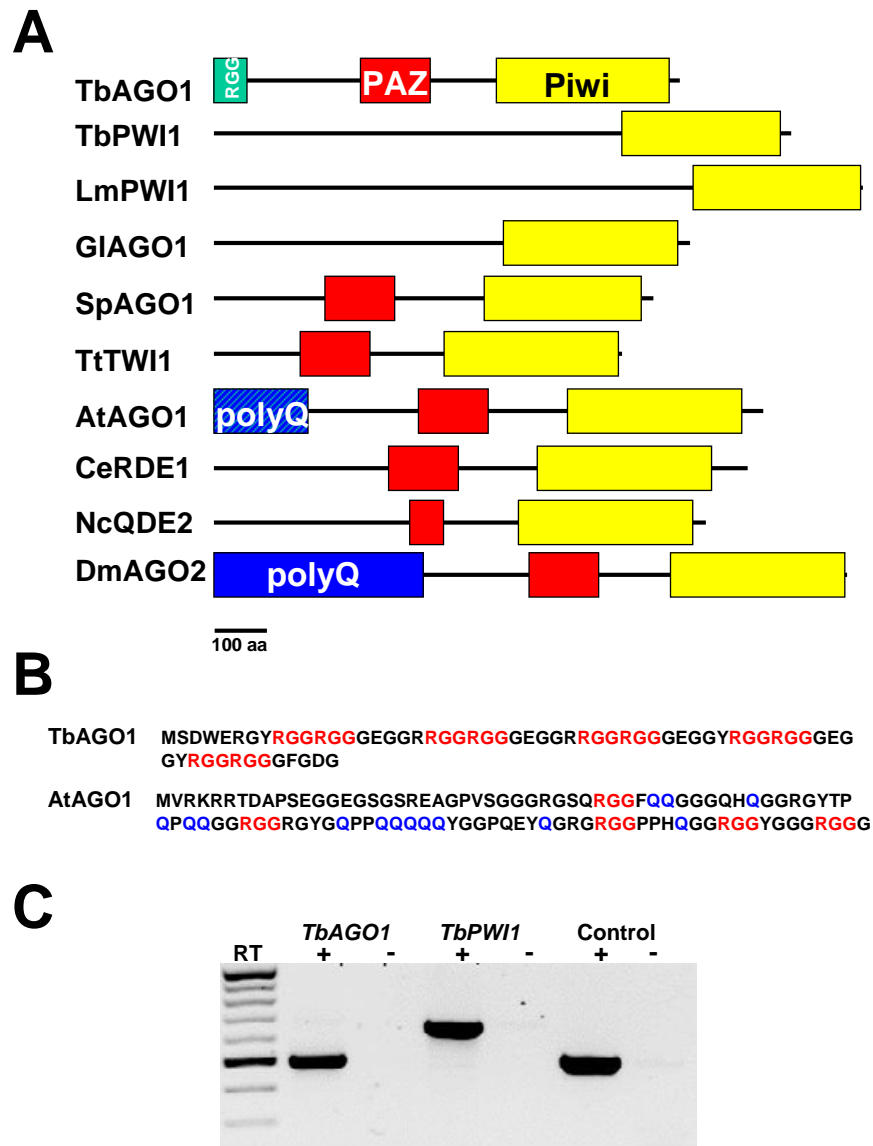 A
TbAGO1 RGG PAZ Piwi
TbPWI1
LmPWI1
GlAGO1
SpAGO1
TtTWI1
AtAGO1 polyQ
CeRDE1
NcQDE2
DmAGO2 polyQ
100 aa
B
TbAGO1 MSDWERGYRGGRGGGEGGRRGGRGGGEGGRRGGRGGGEGGYRGGRGGGEG
GYRGGRGGGFGDG
AtAGO1 MVRKRRTDAPSEGGEGSGSREAGPVSGGGRGSQRGGFQQGGGQHQGGRGYTP
QPQQGGRGGRGYGQPPQQQQQYGGPQEYQGRGRGGPPHQGGRGGYGGGRGGG
C
TbAGO1 TbPWI1 Control
RT + - + - + -